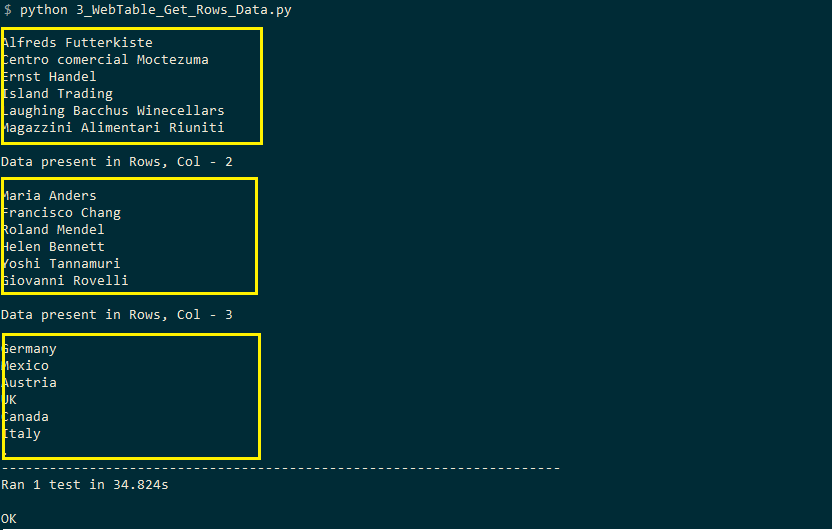 $ python 3_WebTable_Get_Rows_Data.py
Alfreds Futterkiste
Centro comercial Moctezuma
Ernst Handel
Island Trading
Laughing Bacchus Winecellars
Magazzini Alimentari Riuniti
Data present in Rows, Col - 2
Maria Anders
Francisco Chang
Roland Mendel
Helen Bennett
Yoshi Tannamuri
Giovanni Rovelli
Data present in Rows, Col - 3
Germany
Mexico
Austria
UK
Canada
Italy
.
----------------------------------------------------------------------
Ran 1 test in 34.824s
OK